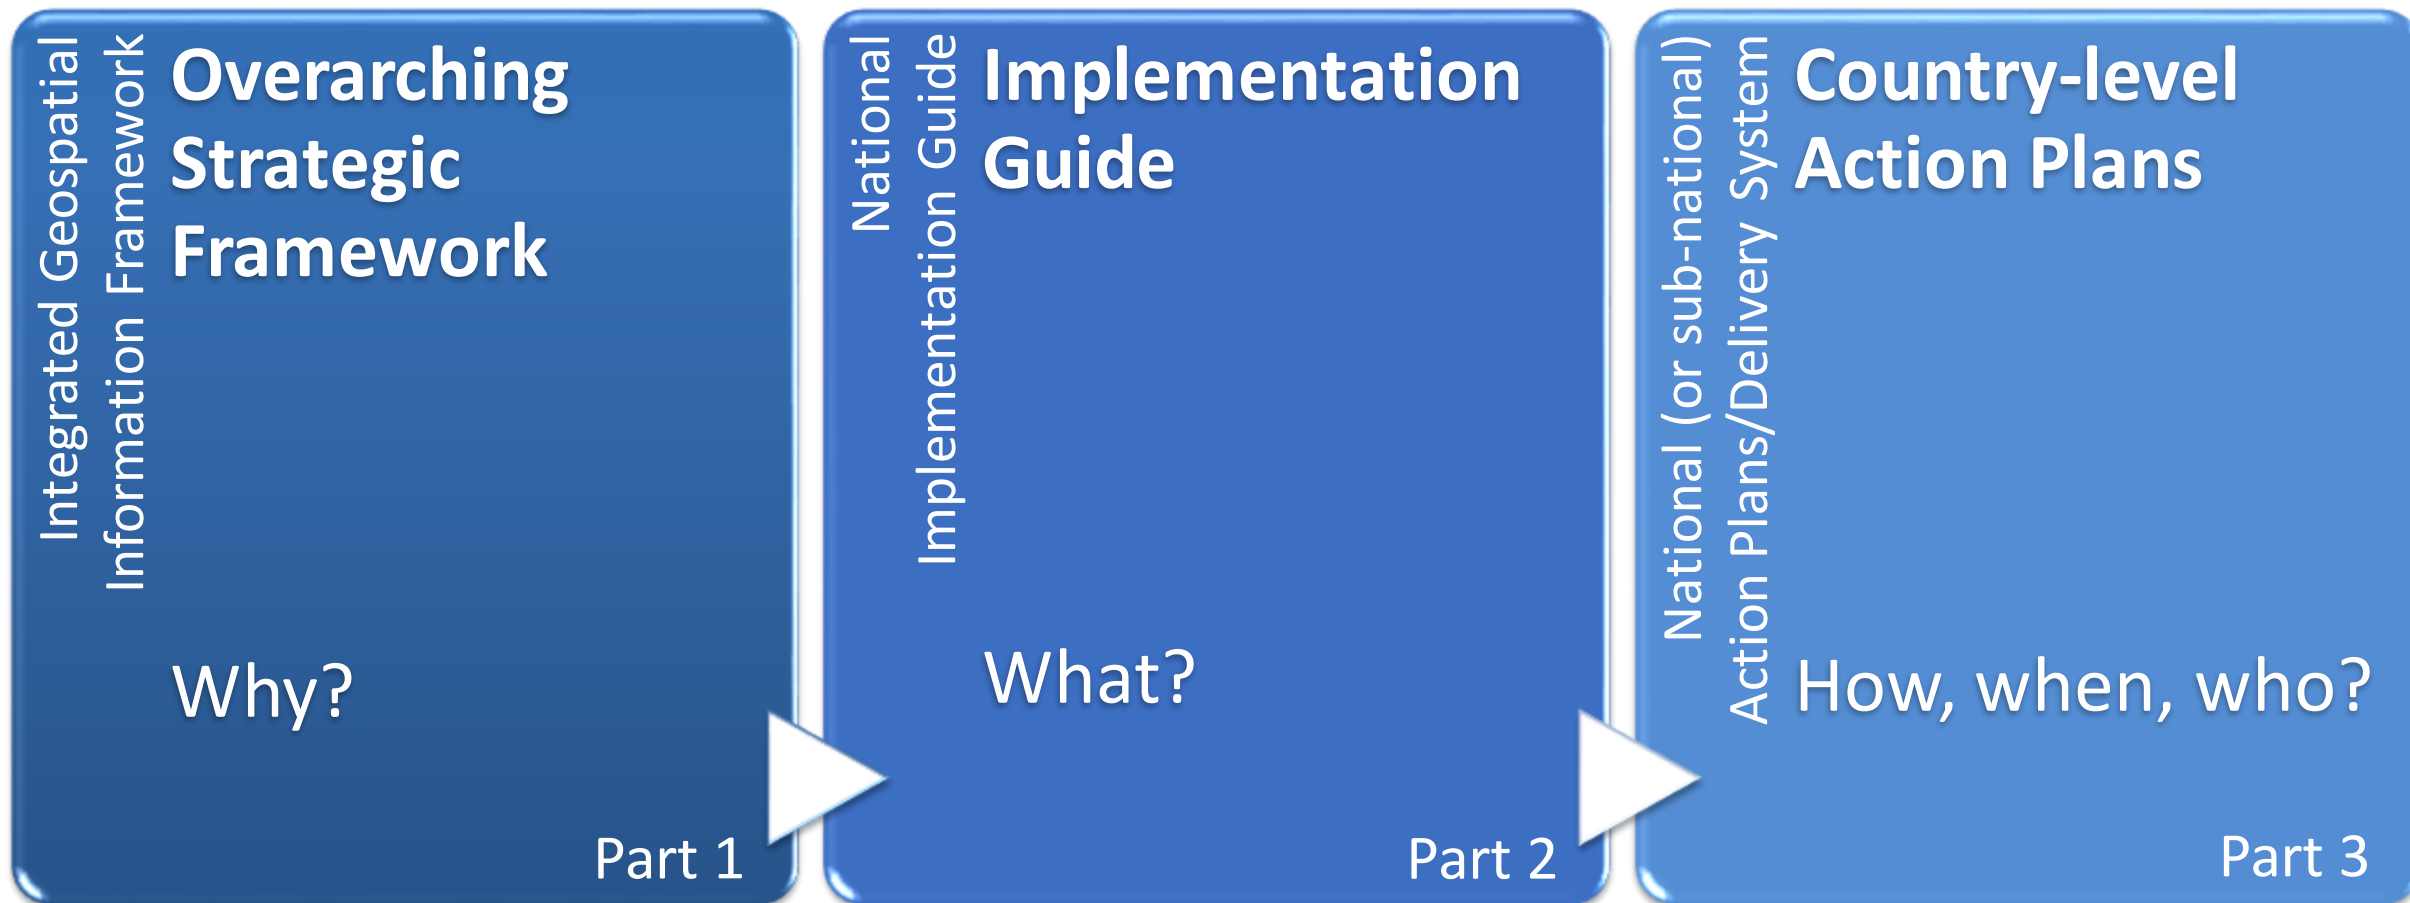 Integrated Geospatial
Information Framework
Overarching
Strategic
Framework
Why?
Part 1
National
Implementation Guide
Implementation
Guide
What?
Part 2
National (or sub-national)
Action Plans/Delivery System
Country-level
Action Plans
How, when, who?
Part 3